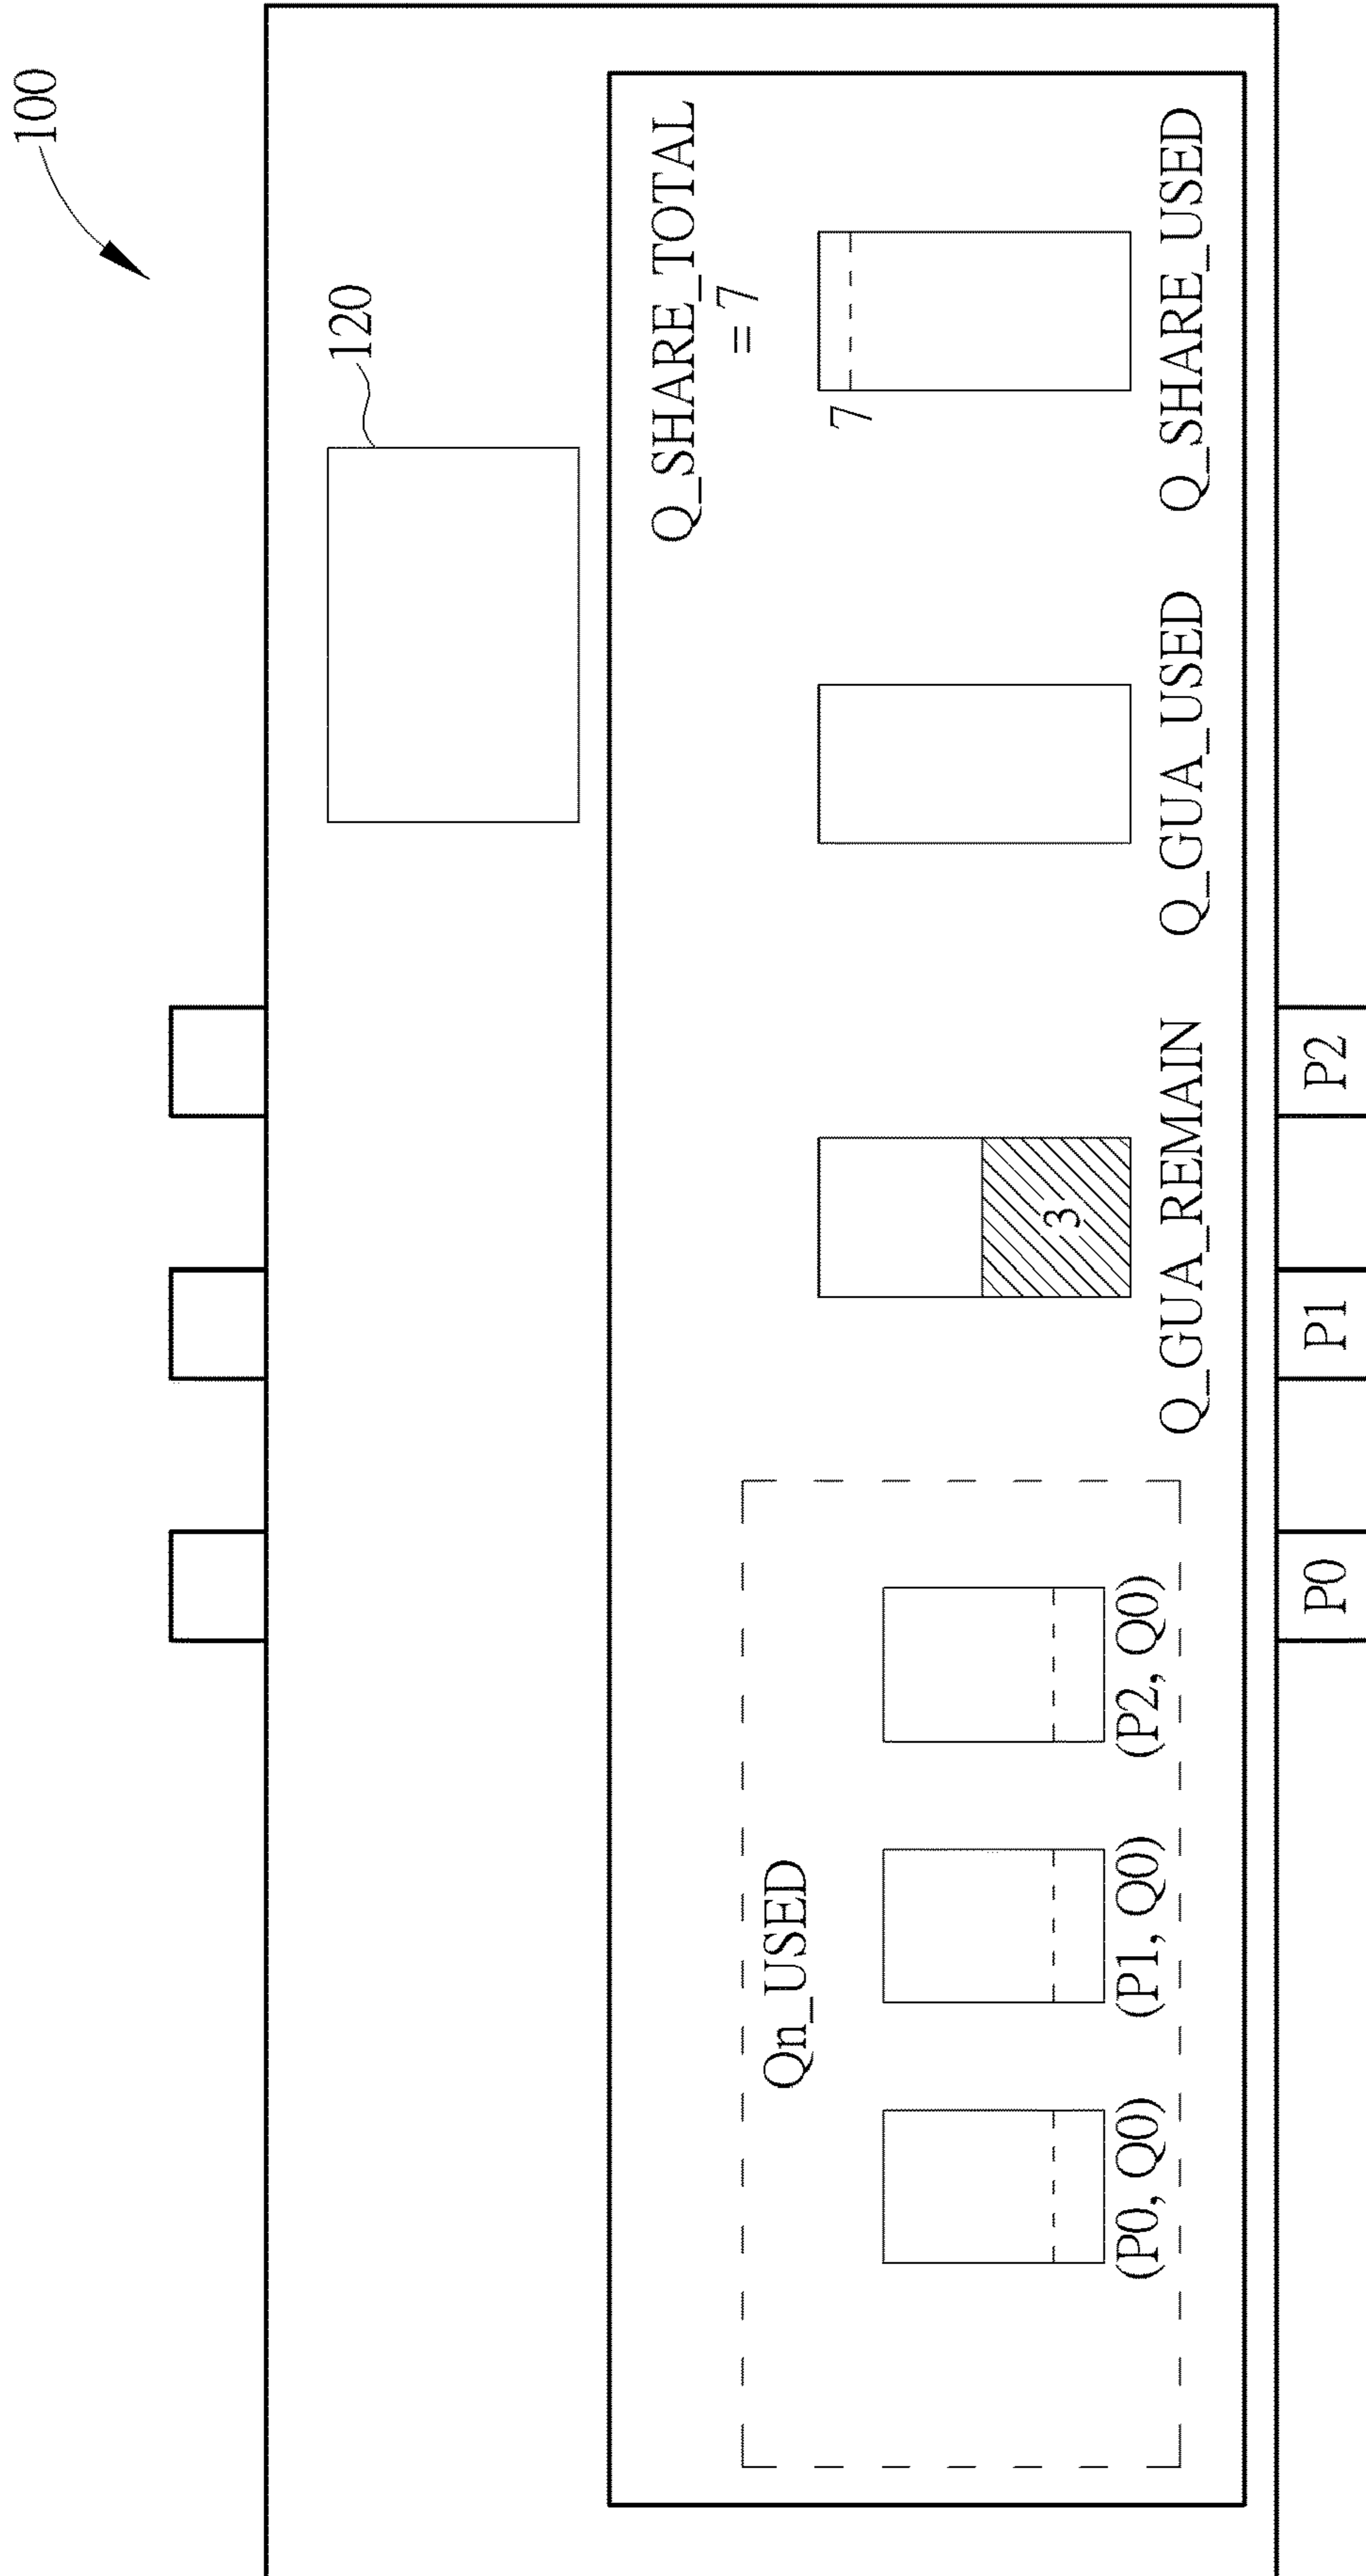 100
120
Q_SHARE_TOTAL
= 7
Qn_USED
7
3
(P0, Q0)
(P1, Q0)
(P2, Q0)
Q_GUA_REMAIN
Q_GUA_USED
Q_SHARE_USED
P0
P1
P2